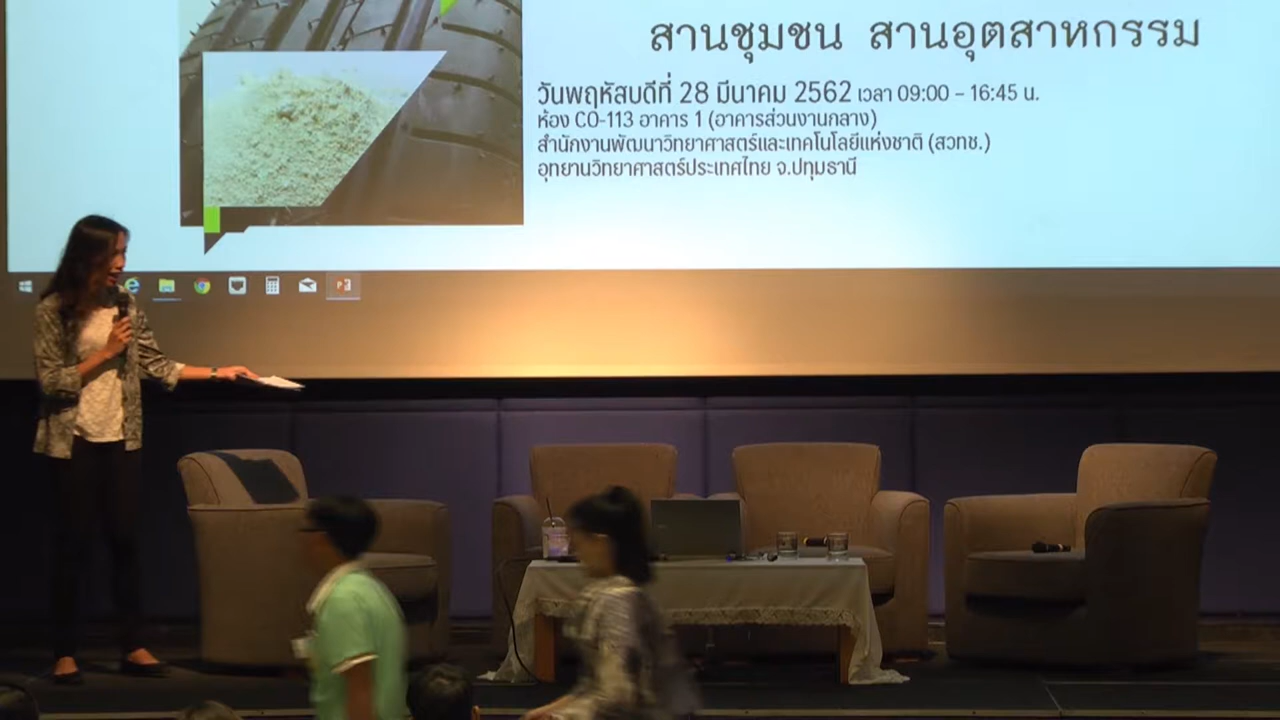 สานชุมชน สานอุตสาหกรรม
วันพฤหัสบดีที่ 28 มีนาคม 2562 เวลา 09:00 – 16:45 น.
ห้อง CO-113 อาคาร 1 (อาคารส่วนงานกลาง)
สำนักงานพัฒนาวิทยาศาสตร์และเทคโนโลยีแห่งชาติ (สวทช.)
อุทยานวิทยาศาสตร์ประเทศไทย จ.ปทุมธานี